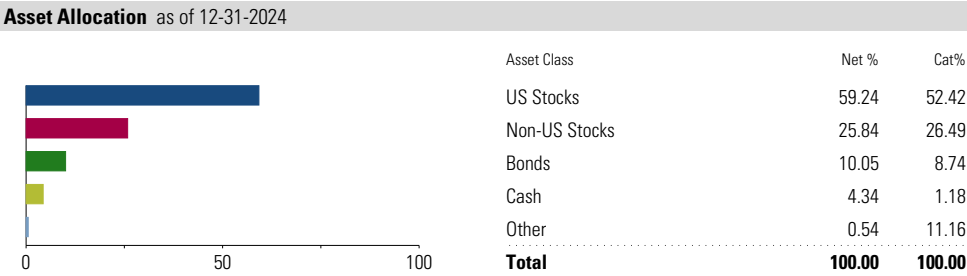 Asset Allocation as of 12-31-2024
Asset Class Net % Cat%
US Stocks 59.24 52.42
Non-US Stocks 25.84 26.49
Bonds 10.05 8.74
Cash 4.34 1.18
Other 0.54 11.16
0 50 100
Total 100.00 100.00